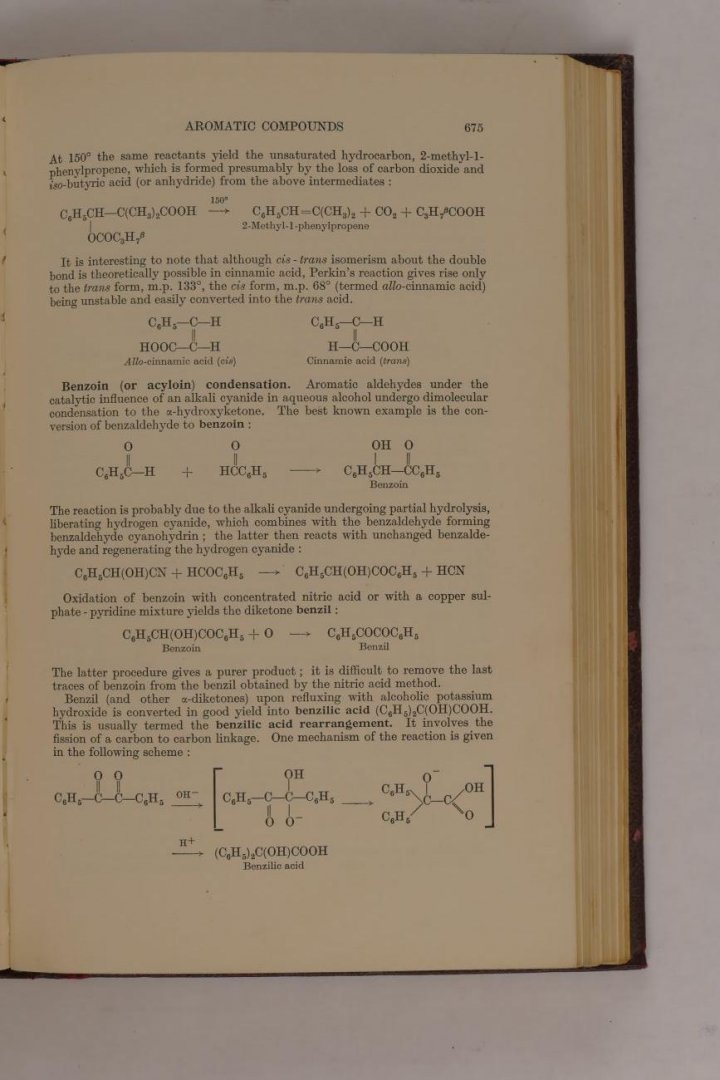 AROMATIC COMPOUNDS 675
At 150° the same reactants yield the unsaturated hydrocarbon, 2-methyl-1-
phenylpropene, which is formed presumably by the loss of carbon dioxide and
iso-butyric acid (or anhydride) from the above intermediates :
150°
C₆H₅CH—C(CH₃)₂COOH ⟶ C₆H₅CH=C(CH₃)₂ + CO₂ + C₃H₇ᵝCOOH
2-Methyl-1-phenylpropene
OCOC₃H₇ᵝ
It is interesting to note that although cis - trans isomerism about the double
bond is theoretically possible in cinnamic acid, Perkin's reaction gives rise only
to the trans form, m.p. 133°, the cis form, m.p. 68° (termed allo-cinnamic acid)
being unstable and easily converted into the trans acid.
C₆H₅—C—H C₆H₅—C—H
‖ ‖
HOOC—C—H H—C—COOH
Allo-cinnamic acid (cis) Cinnamic acid (trans)
Benzoin (or acyloin) condensation. Aromatic aldehydes under the
catalytic influence of an alkali cyanide in aqueous alcohol undergo dimolecular
condensation to the α-hydroxyketone. The best known example is the con-
version of benzaldehyde to benzoin :
O O OH O
‖ ‖ | ‖
C₆H₅C—H + HCC₆H₅ ⟶ C₆H₅CH—CC₆H₅
Benzoin
The reaction is probably due to the alkali cyanide undergoing partial hydrolysis,
liberating hydrogen cyanide, which combines with the benzaldehyde forming
benzaldehyde cyanohydrin ; the latter then reacts with unchanged benzalde-
hyde and regenerating the hydrogen cyanide :
C₆H₅CH(OH)CN + HCOC₆H₅ ⟶ C₆H₅CH(OH)COC₆H₅ + HCN
Oxidation of benzoin with concentrated nitric acid or with a copper sul-
phate - pyridine mixture yields the diketone benzil :
C₆H₅CH(OH)COC₆H₅ + O ⟶ C₆H₅COCOC₆H₅
Benzoin Benzil
The latter procedure gives a purer product ; it is difficult to remove the last
traces of benzoin from the benzil obtained by the nitric acid method.
Benzil (and other α-diketones) upon refluxing with alcoholic potassium
hydroxide is converted in good yield into benzilic acid (C₆H₅)₂C(OH)COOH.
This is usually termed the benzilic acid rearrangement. It involves the
fission of a carbon to carbon linkage. One mechanism of the reaction is given
in the following scheme :
O O OH O⁻
C₆H₅ OH
C₆H₅—C—C—C₆H₅ OH⁻ ⟶ [ C₆H₅—C—C—C₆H₅ ⟶ C—C ]
O O⁻ C₆H₅ O
H⁺
⟶ (C₆H₅)₂C(OH)COOH
Benzilic acid